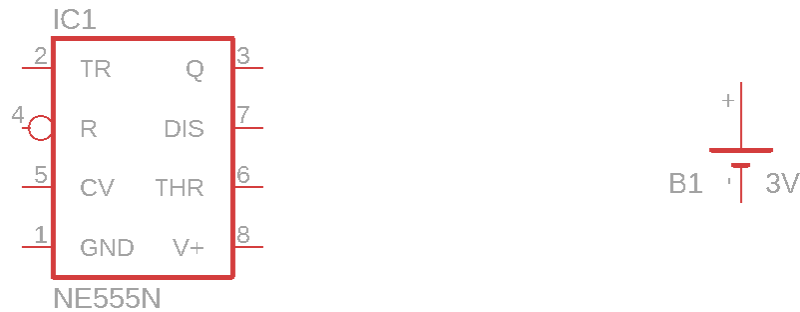 IC1
2 TR Q 3
4 R DIS 7
5 CV THR 6
1 GND V+ 8
NE555N
+
B1 - 3V